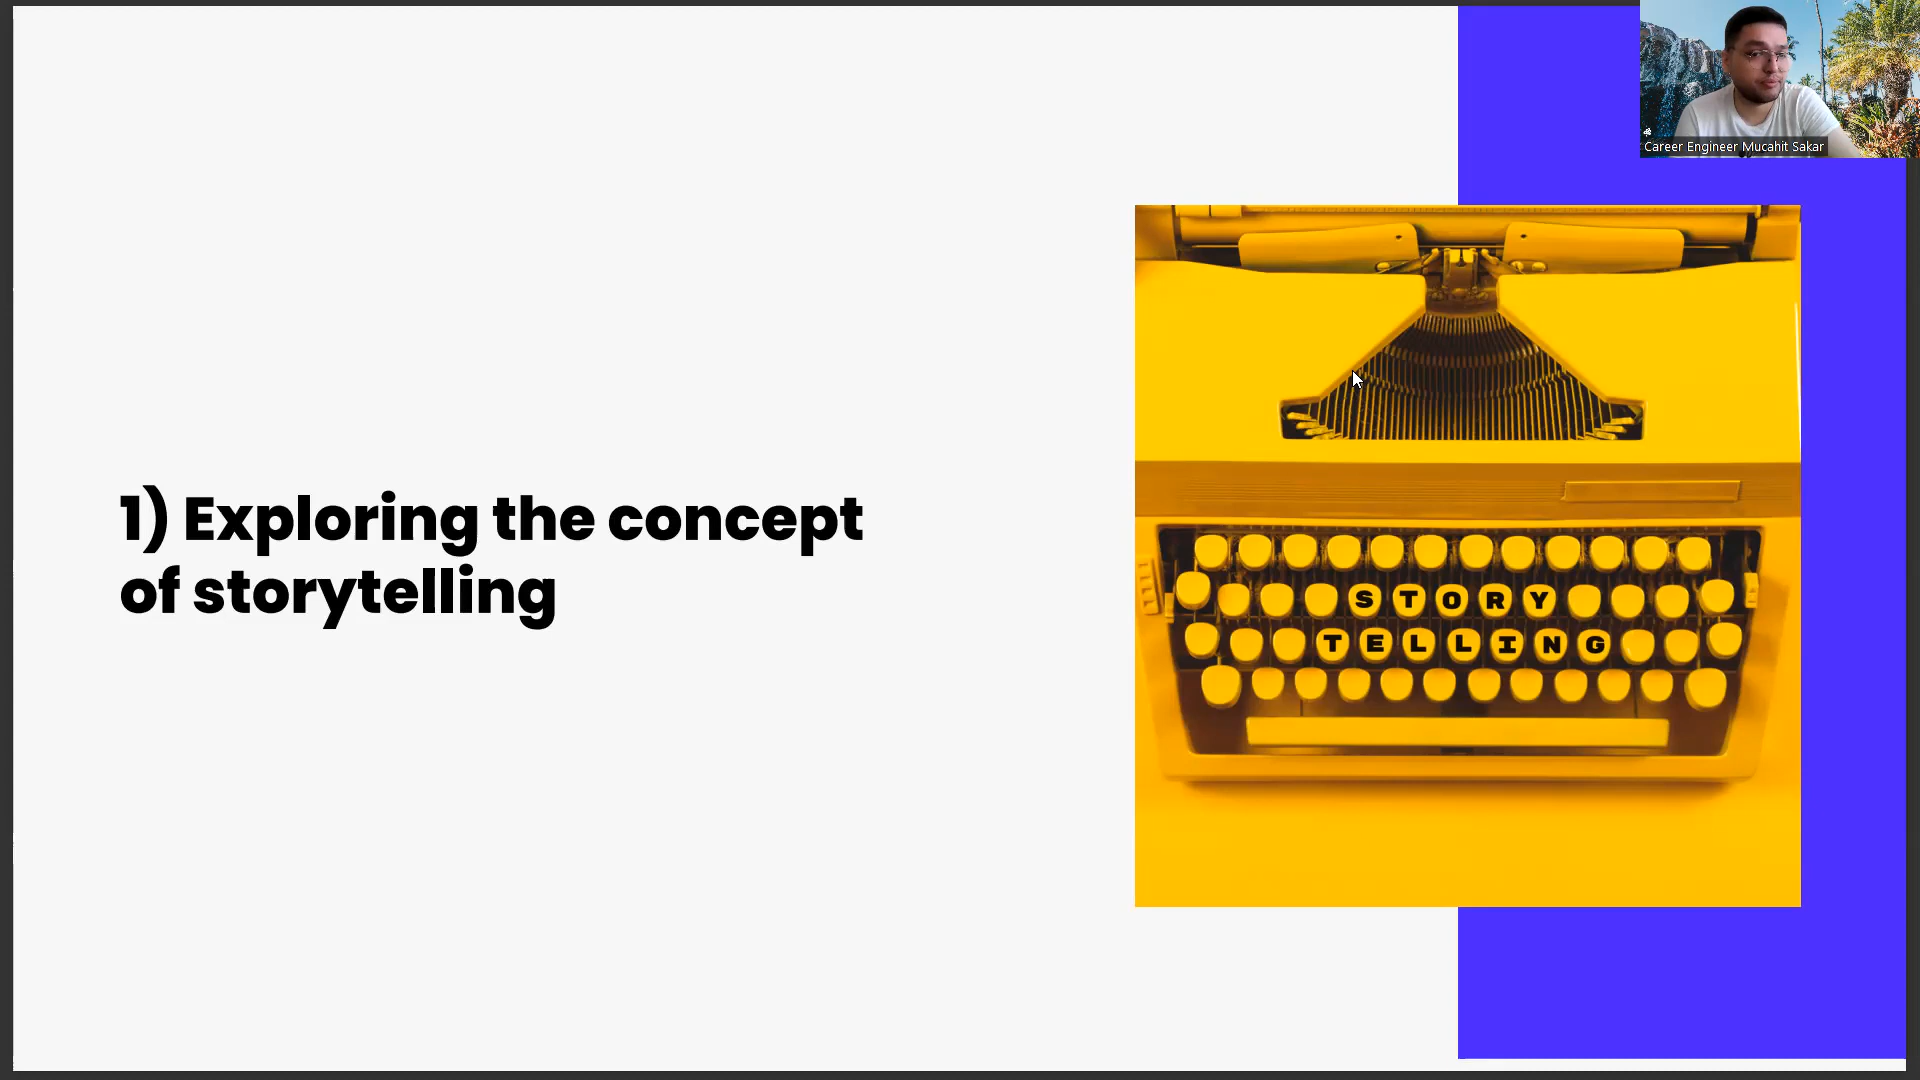 Career Engineer Mucahit Sakar
1) Exploring the concept
of storytelling
STORY
TELLING